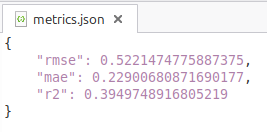 metrics.json
{
"rmse": 0.5221474775887375,
"mae": 0.22900680871690177,
"r2": 0.3949748916805219
}